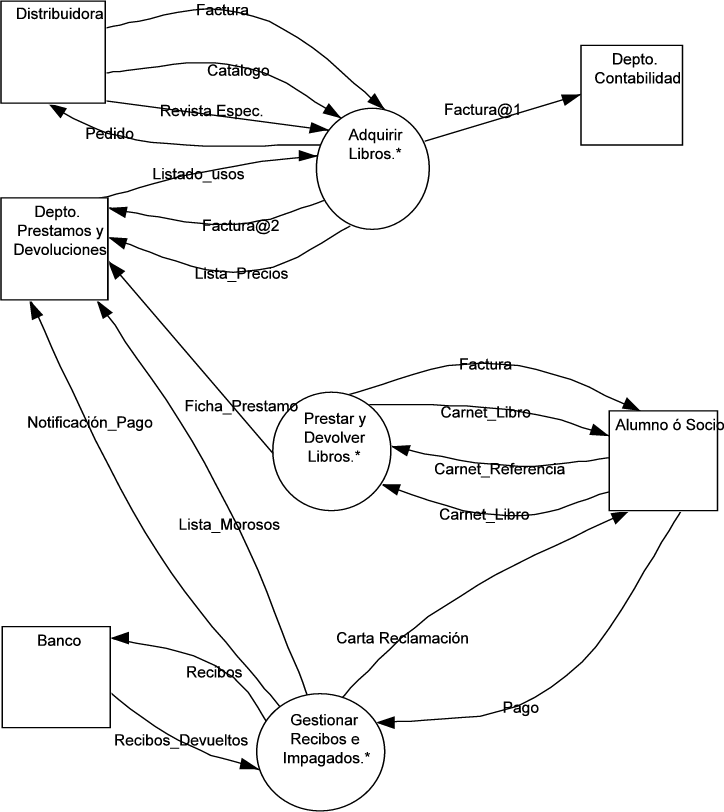 Distribuidora
Factura
Catálogo
Revista Espec.
Pedido
Adquirir
Libros.*
Factura@1
Depto.
Contabilidad
Listado_usos
Depto.
Prestamos y
Devoluciones
Factura@2
Lista_Precios
Factura
Ficha_Prestamo
Carnet_Libro
Prestar y
Devolver
Libros.*
Alumno ó Socio
Notificación_Pago
Carnet_Referencia
Carnet_Libro
Lista_Morosos
Carta Reclamación
Banco
Recibos
Pago
Recibos_Devueltos
Gestionar
Recibos e
Impagados.*